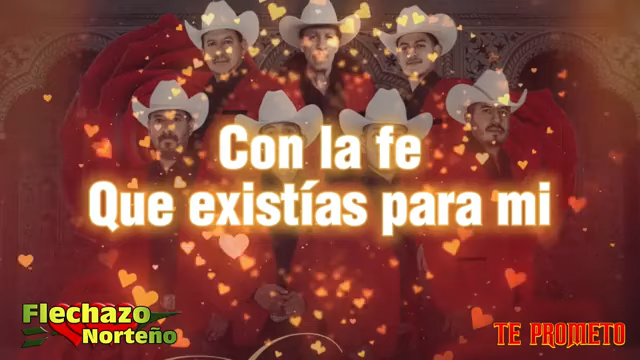 Con la fe
Que existías para mi
Flechazo
Norteño
TE PROMETO